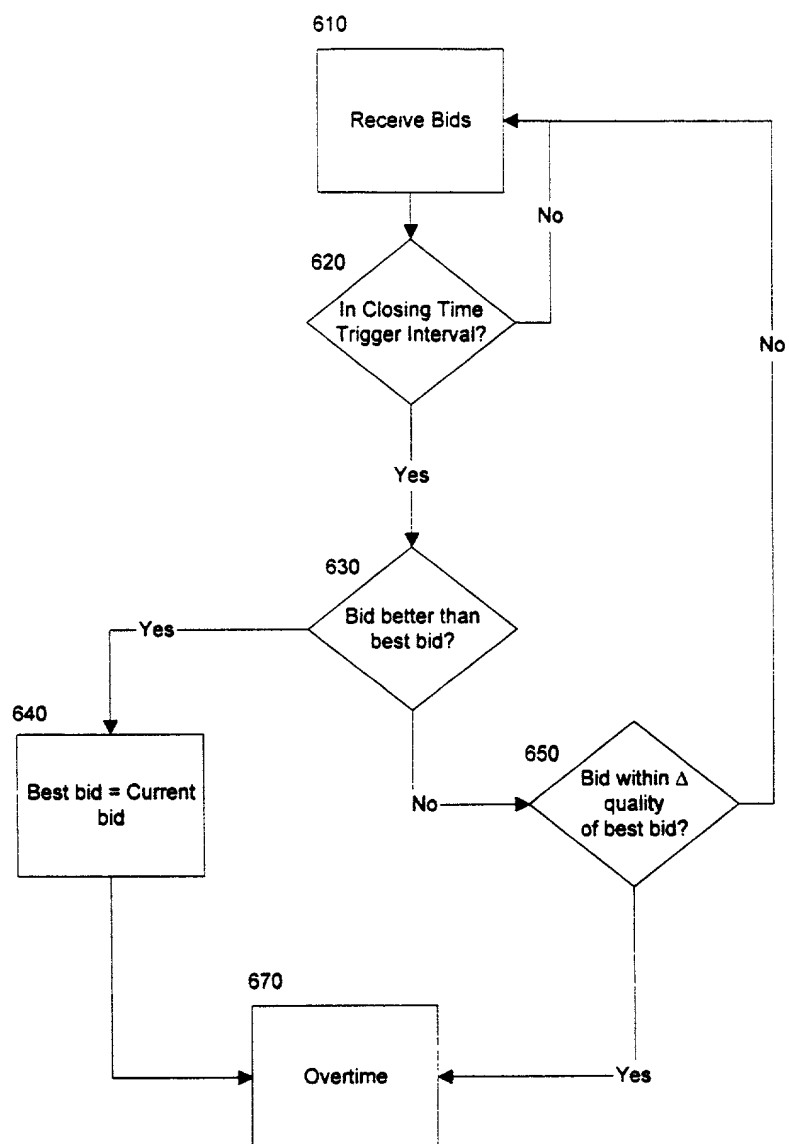 610
Receive Bids
No
620
In Closing Time
Trigger Interval?
No
Yes
630
Bid better than
best bid?
Yes
640
650
Best bid = Current
bid
No
Bid within Δ
quality
of best bid?
670
Overtime
Yes